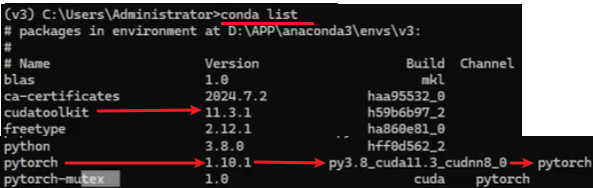 (v3) C:\Users\Administrator>conda list
# packages in environment at D:\APP\anaconda3\envs\v3:
#
# Name Version Build Channel
blas 1.0 mkl
ca-certificates 2024.7.2 haa95532_0
cudatoolkit 11.3.1 h59b6b97_2
freetype 2.12.1 ha860e81_0
python 3.8.0 hff0d562_2
pytorch 1.10.1 py3.8_cuda11.3_cudnn8_0 pytorch
pytorch-mutex 1.0 cuda pytorch